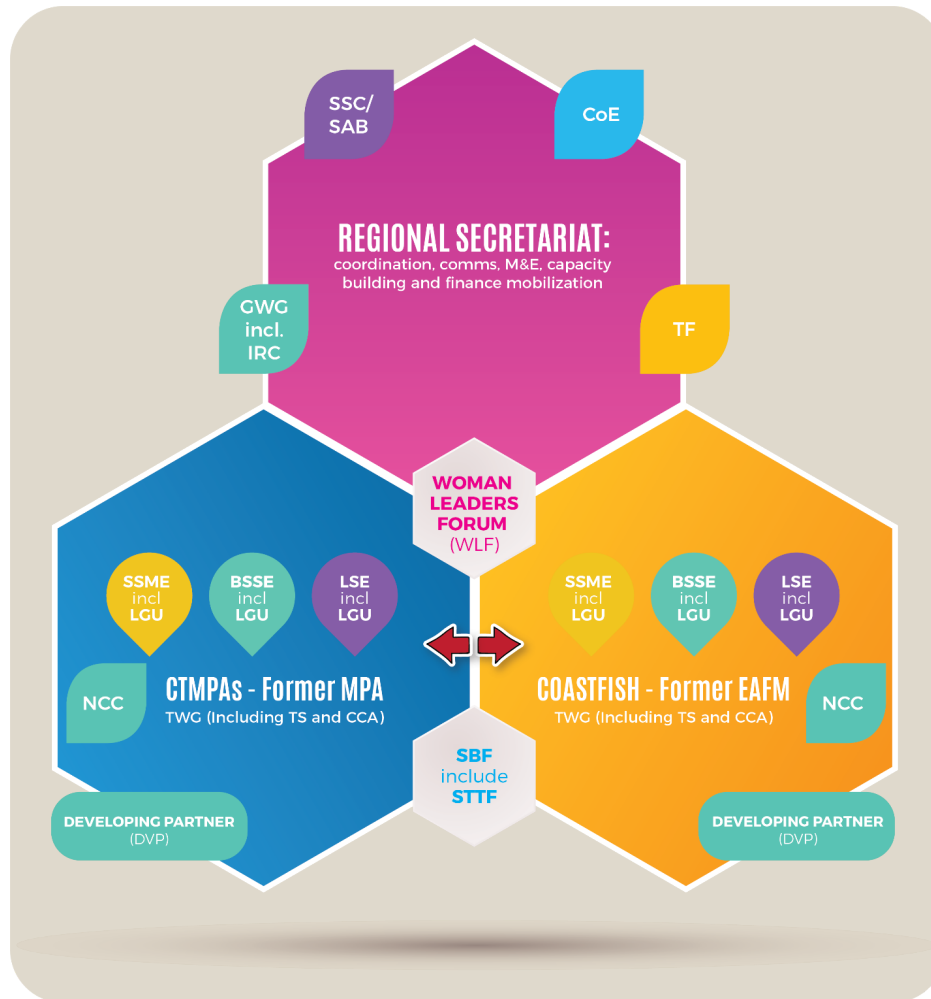 SSC/
SAB
CoE
REGIONAL SECRETARIAT:
coordination, comms, M&E, capacity
building and finance mobilization
GWG
incl.
IRC
TF
WOMAN
LEADERS
FORUM
(WLF)
SSME
incl
LGU
BSSE
incl
LGU
LSE
incl
LGU
SSME
incl
LGU
BSSE
incl
LGU
LSE
incl
LGU
NCC
CTMPAs - Former MPA
TWG (Including TS and CCA)
COASTFISH - Former EAFM
TWG (Including TS and CCA)
NCC
SBF
include
STTF
DEVELOPING PARTNER
(DVP)
DEVELOPING PARTNER
(DVP)